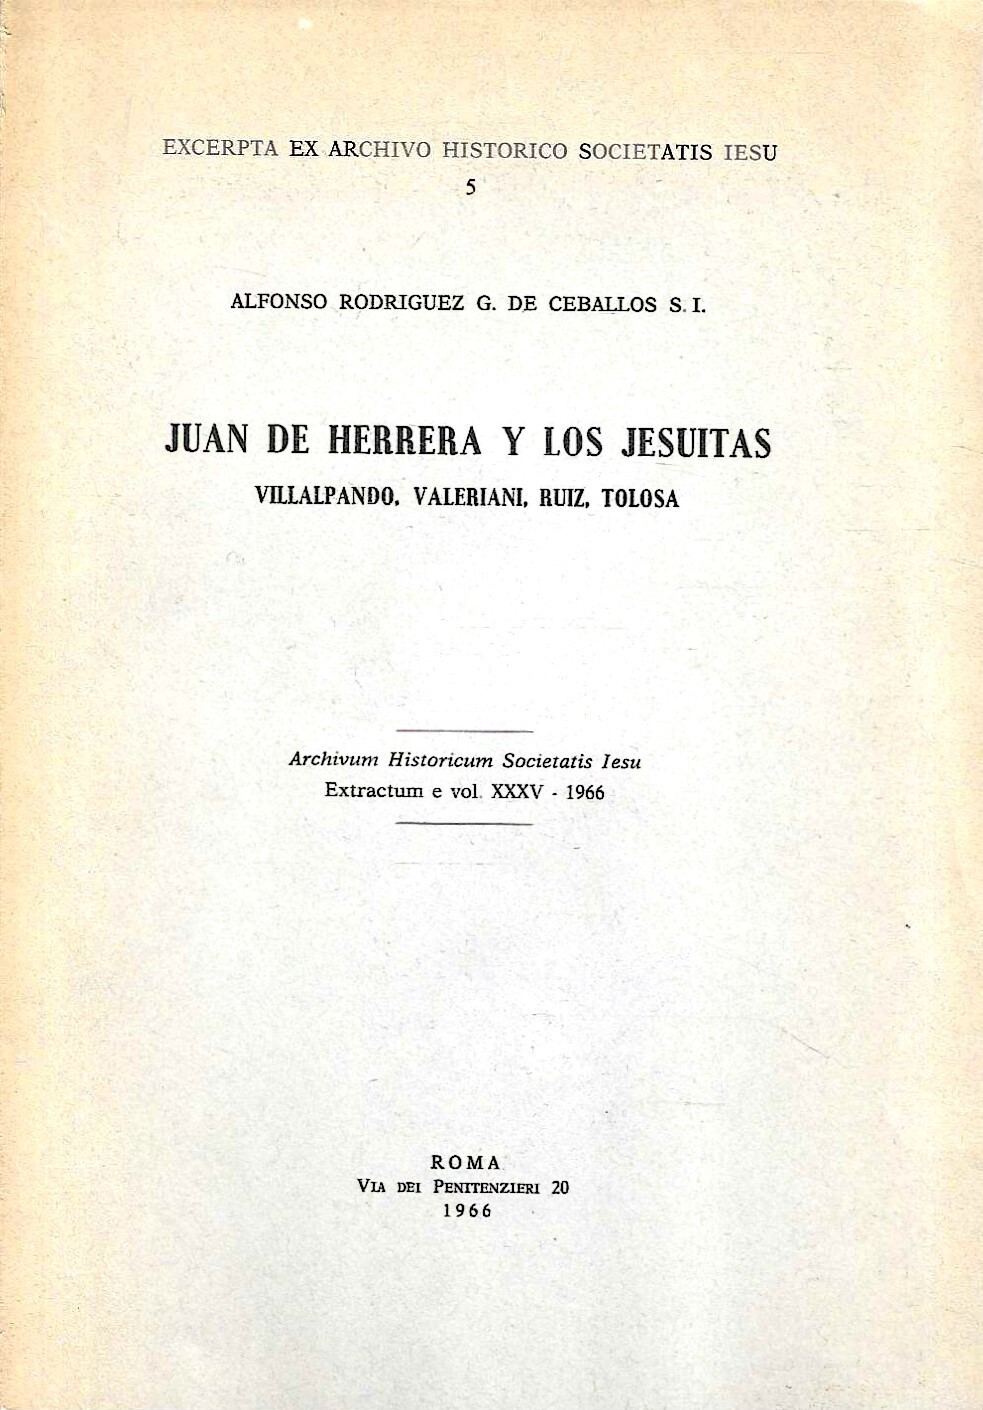 EXCERPTA EX ARCHIVO HISTORICO SOCIETATIS IESU
5
ALFONSO RODRIGUEZ G. DE CEBALLOS S. I.
JUAN DE HERRERA Y LOS JESUITAS
VILLALPANDO, VALERIANI, RUIZ, TOLOSA
Archivum Historicum Societatis Iesu
Extractum e vol. XXXV - 1966
ROMA
VIA DEI PENITENZIERI 20
1966